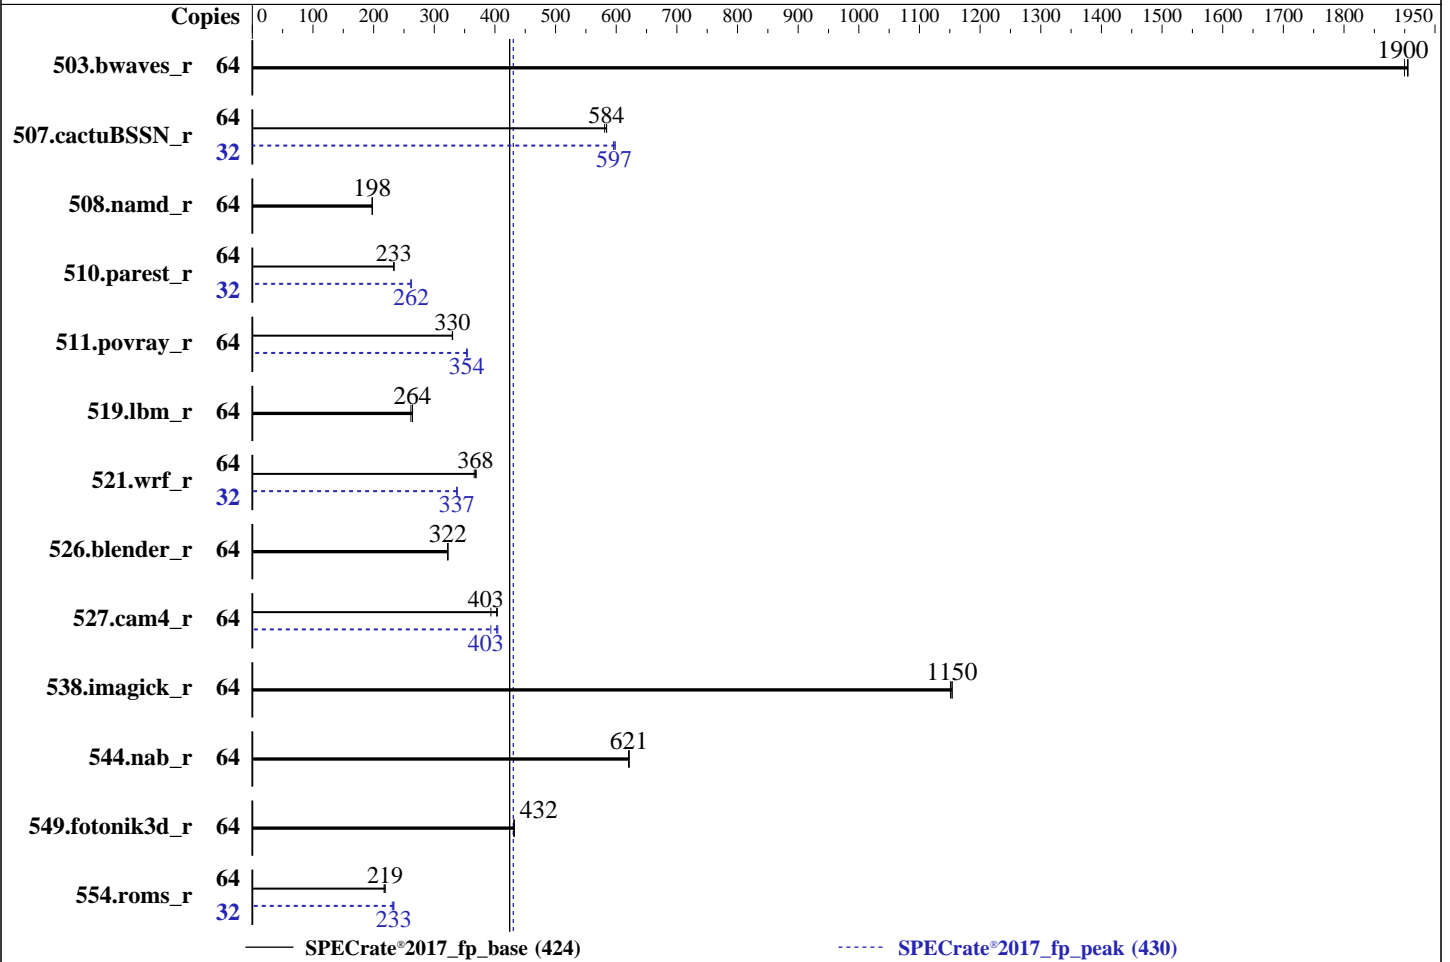 Copies 0 100 200 300 400 500 600 700 800 900 1000 1100 1200 1300 1400 1500 1600 1700 1800 1950
503.bwaves_r 64 1900
507.cactuBSSN_r 64 584
32 597
508.namd_r 64 198
510.parest_r 64 233
32 262
511.povray_r 64 330
354
519.lbm_r 64 264
521.wrf_r 64 368
32 337
526.blender_r 64 322
527.cam4_r 64 403
403
538.imagick_r 64 1150
544.nab_r 64 621
549.fotonik3d_r 64 432
554.roms_r 64 219
32 233
SPECrate®2017_fp_base (424) SPECrate®2017_fp_peak (430)